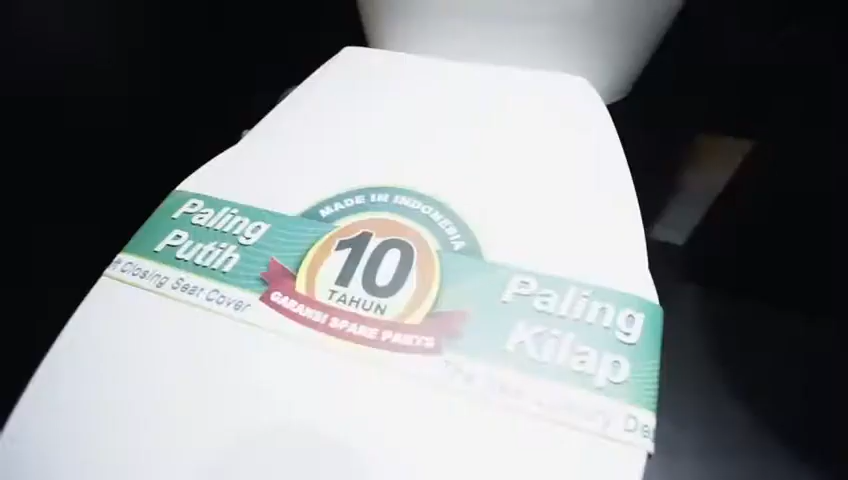 MADE IN INDONESIA
Paling
Putih
10
TAHUN
GARANSI SPARE PARTS
Paling
Kilap
Closing Seat Cover